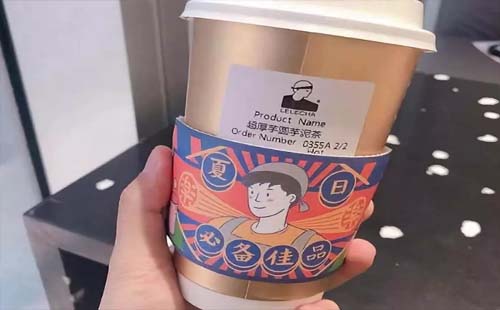 LELECHA
Product Name
超厚芋圆芋泥茶
Order Number 0355A 2/2
Hot
夏日
必备佳品